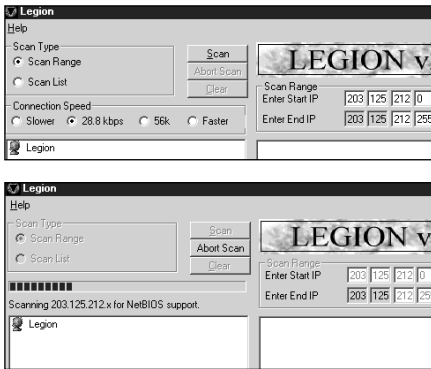 Legion
Help
Scan Type
Scan Range
Scan List
Scan
Abort Scan
Clear
Connection Speed
Slower 28.8 kbps 56k Faster
LEGION v
Scan Range
Enter Start IP 203 125 212 0
Enter End IP 203 125 212 255
Legion
Legion
Help
Scan Type
Scan Range
Scan List
Scan
Abort Scan
Clear
Scanning 203.125.212.x for NetBIOS support.
LEGION v
Scan Range
Enter Start IP 203 125 212 0
Enter End IP 203 125 212 25
Legion